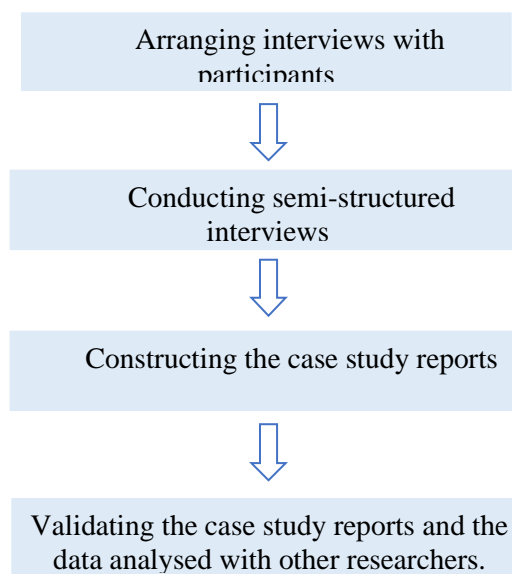 Arranging interviews with
participants
Conducting semi-structured
interviews
Constructing the case study reports
Validating the case study reports and the
data analysed with other researchers.